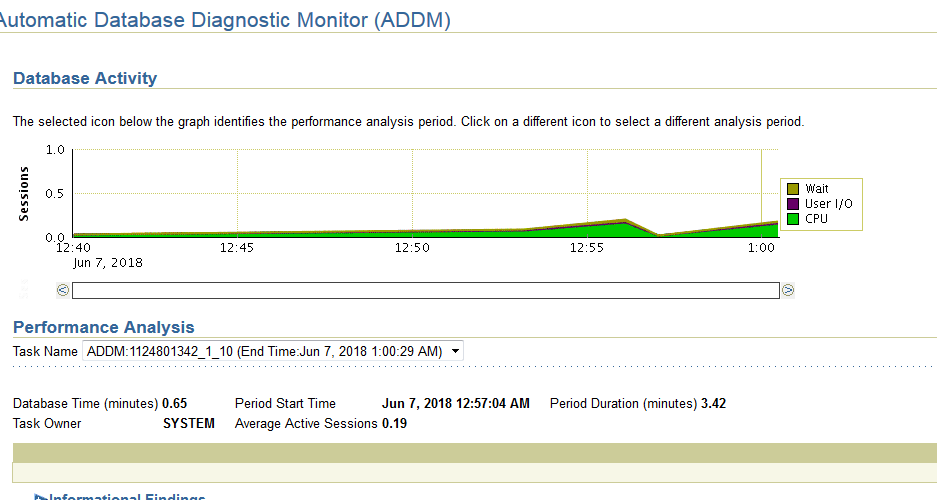 Automatic Database Diagnostic Monitor (ADDM)
Database Activity
The selected icon below the graph identifies the performance analysis period. Click on a different icon to select a different analysis period.
1.0
0.5
0.0
Sessions
12:40 12:45 12:50 12:55 1:00
Jun 7, 2018
Wait
User I/O
CPU
Performance Analysis
Task Name ADDM:1124801342_1_10 (End Time:Jun 7, 2018 1:00:29 AM)
Database Time (minutes) 0.65 Period Start Time Jun 7, 2018 12:57:04 AM Period Duration (minutes) 3.42
Task Owner SYSTEM Average Active Sessions 0.19
Informational Findings